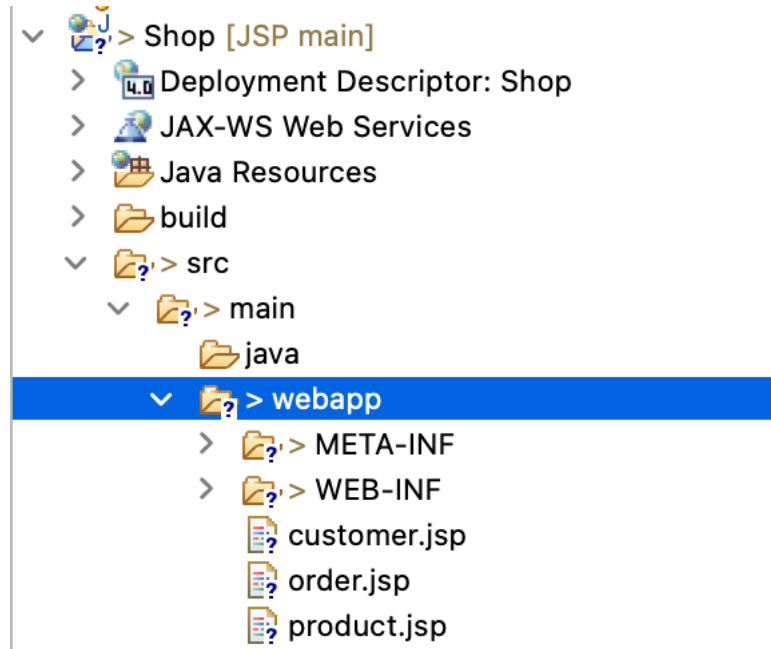 > Shop [JSP main]
Deployment Descriptor: Shop
JAX-WS Web Services
Java Resources
build
> src
> main
java
> webapp
> META-INF
> WEB-INF
customer.jsp
order.jsp
product.jsp